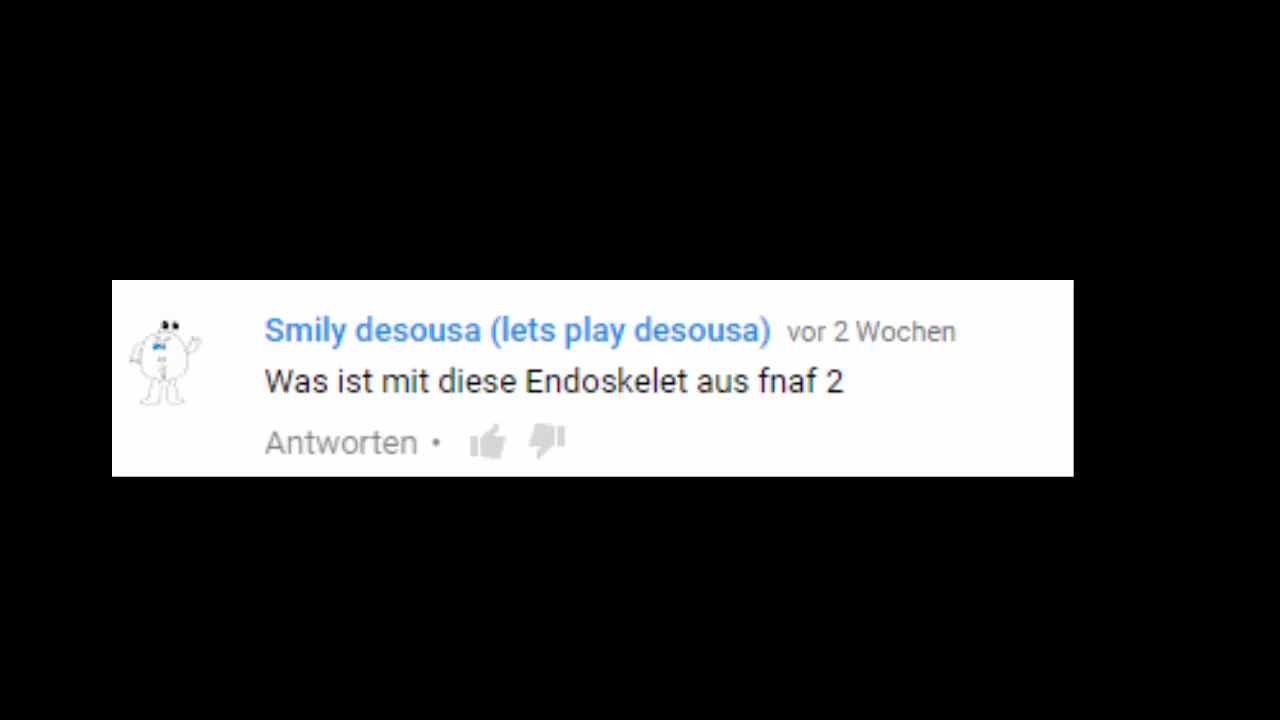 Smily desousa (lets play desousa) vor 2 Wochen
Was ist mit diese Endoskelet aus fnaf 2
Antworten •